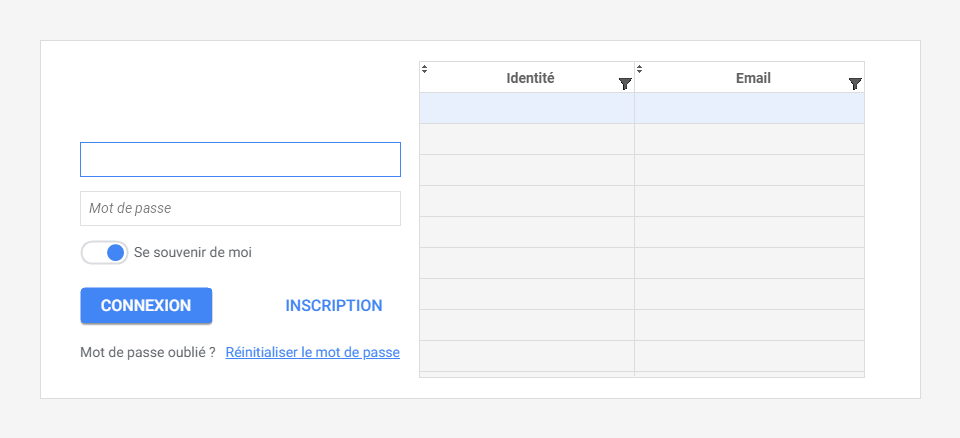 Identité
Email
Mot de passe
Se souvenir de moi
CONNEXION
INSCRIPTION
Mot de passe oublié ? Réinitialiser le mot de passe